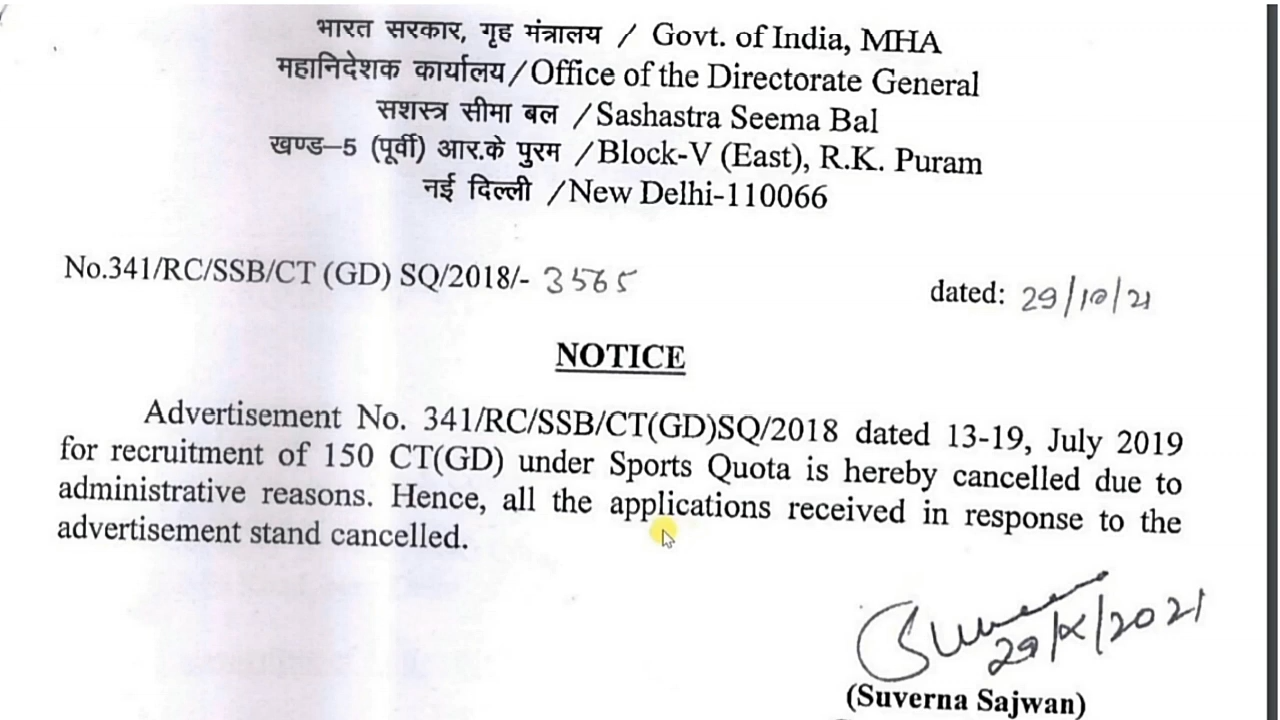 भारत सरकार, गृह मंत्रालय / Govt. of India, MHA
महानिदेशक कार्यालय/Office of the Directorate General
सशस्त्र सीमा बल /Sashastra Seema Bal
खण्ड–5 (पूर्वी) आर.के पुरम /Block-V (East), R.K. Puram
नई दिल्ली /New Delhi-110066
No.341/RC/SSB/CT (GD) SQ/2018/- 3565
dated: 29/10/21
NOTICE
Advertisement No. 341/RC/SSB/CT(GD)SQ/2018 dated 13-19, July 2019
for recruitment of 150 CT(GD) under Sports Quota is hereby cancelled due to
administrative reasons. Hence, all the applications received in response to the
advertisement stand cancelled.
29/X/2021
(Suverna Sajwan)